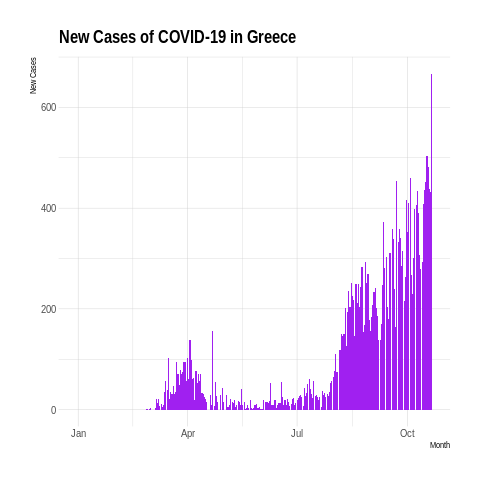 New Cases of COVID-19 in Greece
New Cases
600
400
200
0
Jan Apr Jul Oct
Month